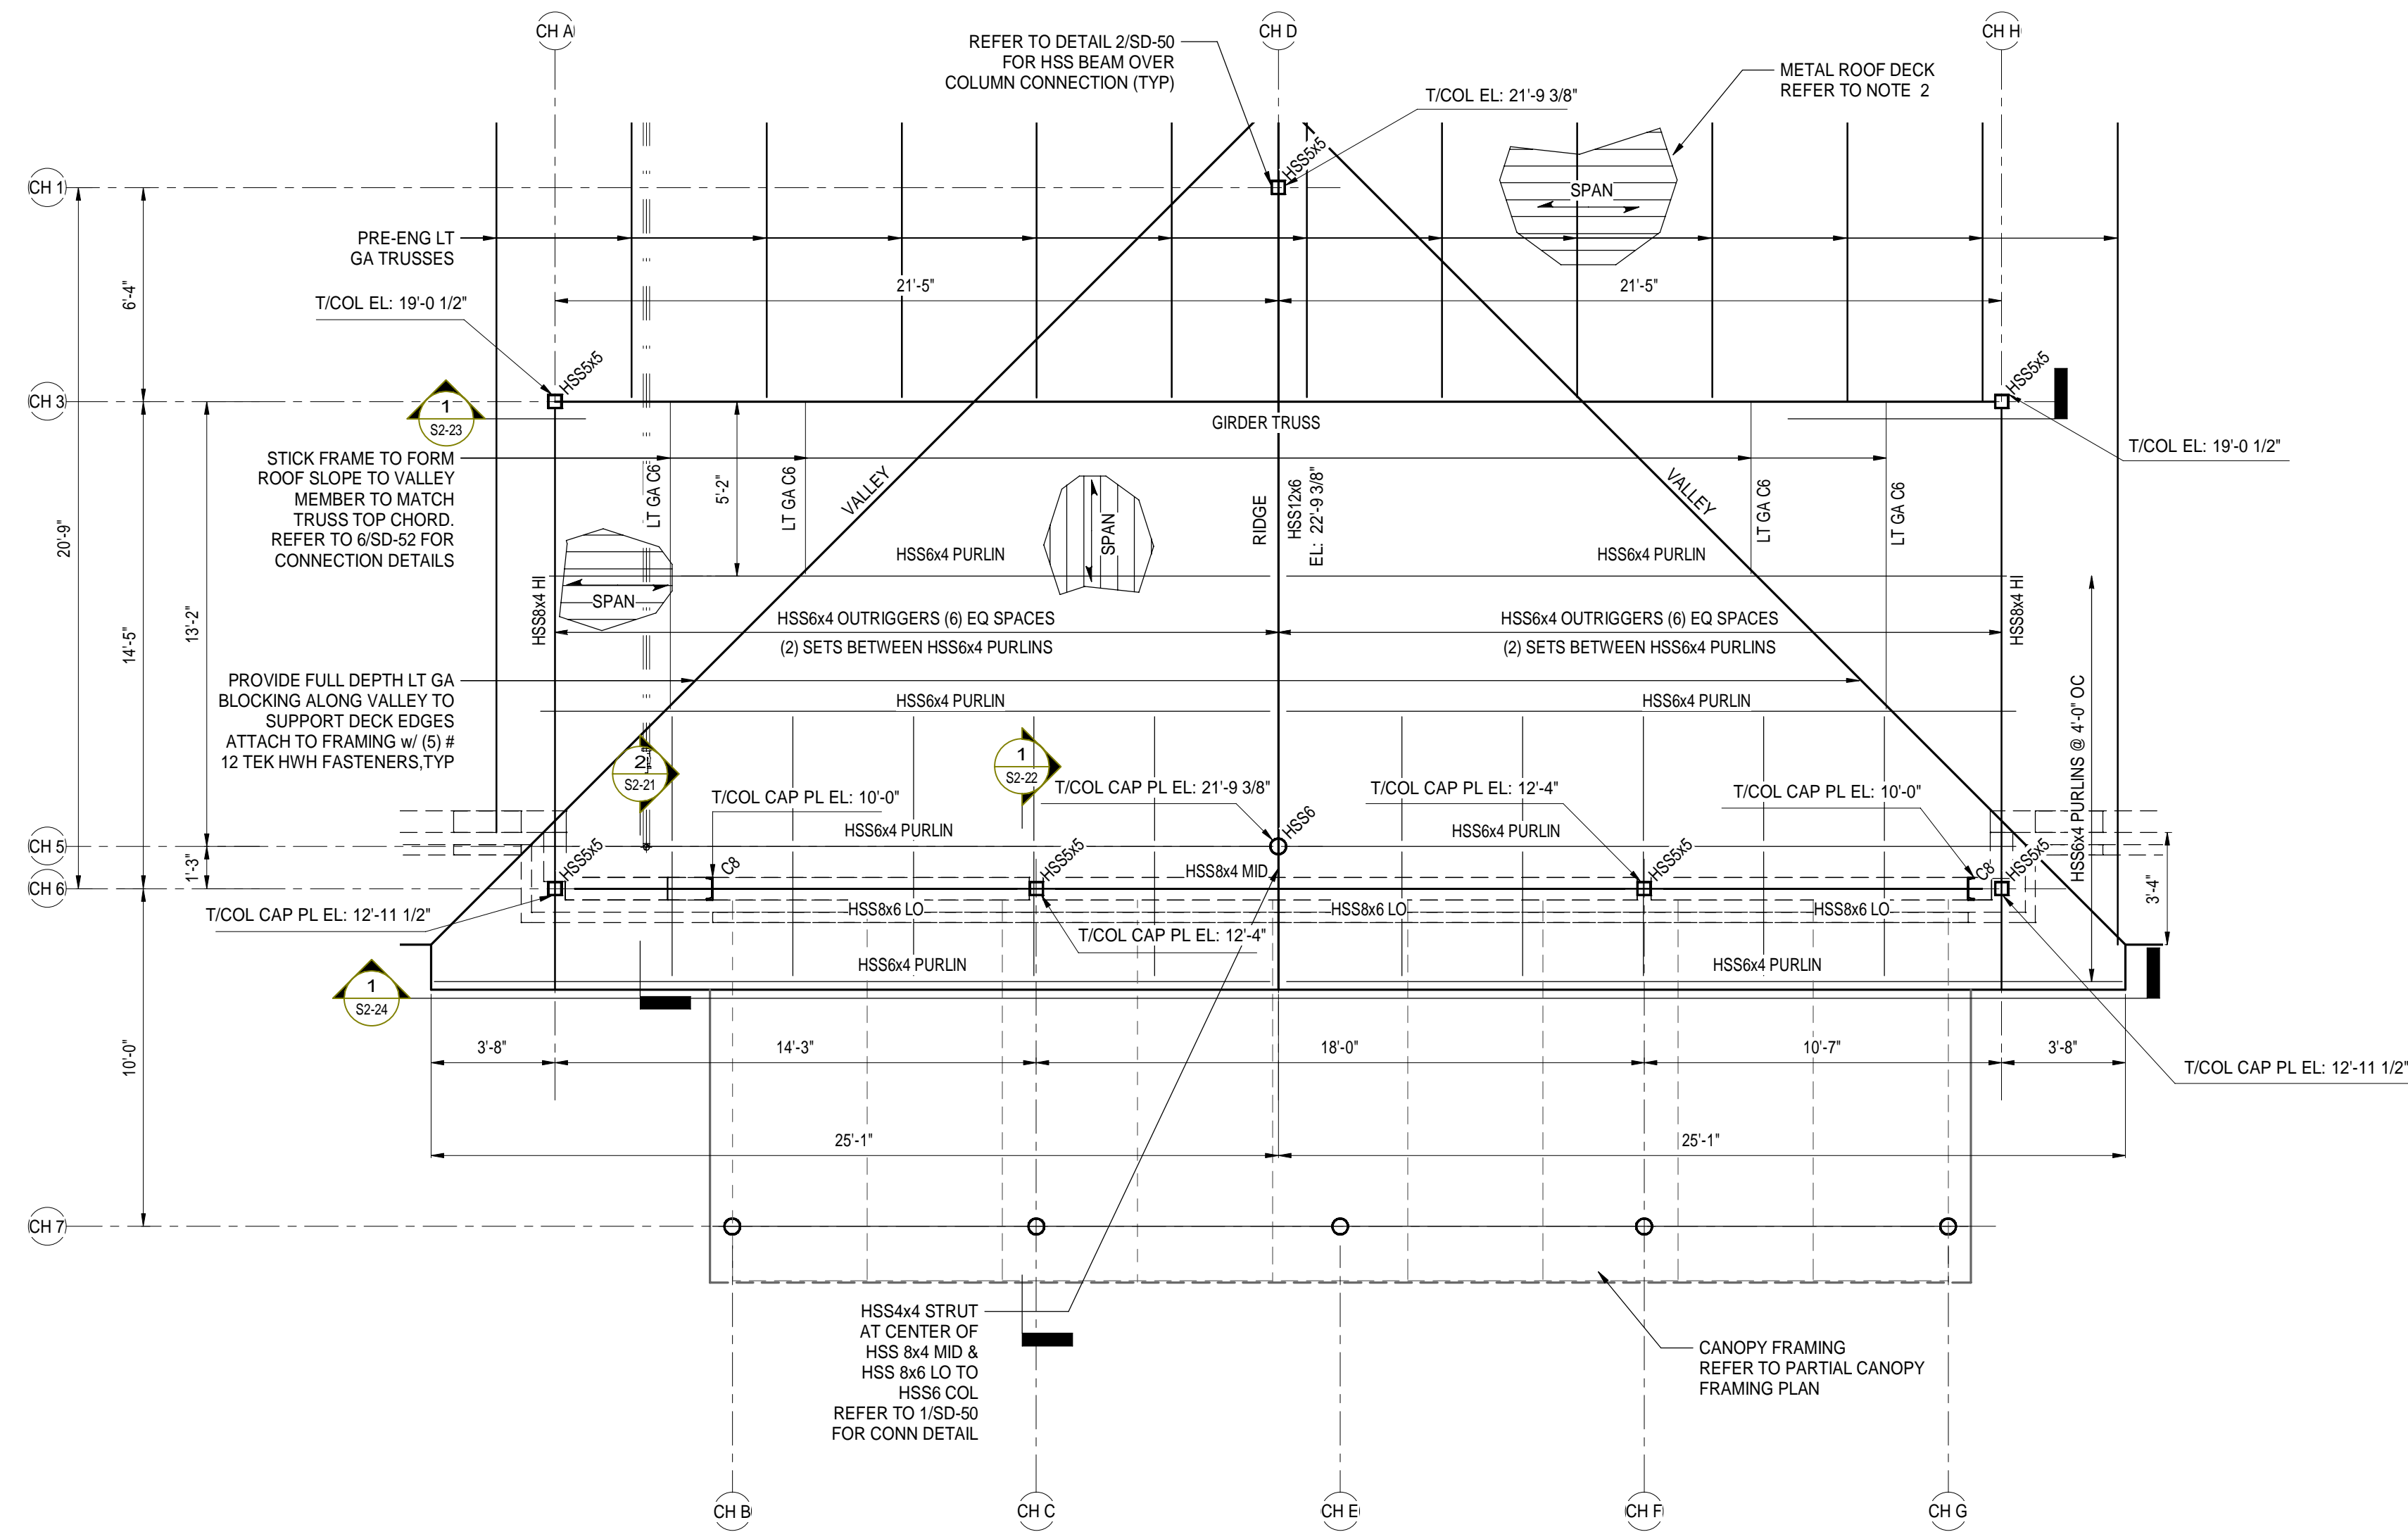 CH A
CH D
CH H
REFER TO DETAIL 2/SD-50
FOR HSS BEAM OVER
COLUMN CONNECTION (TYP)
METAL ROOF DECK
REFER TO NOTE 2
T/COL EL: 21'-9 3/8"
HSS5x5
SPAN
CH 1
PRE-ENG LT
GA TRUSSES
6'-4"
21'-5"
21'-5"
T/COL EL: 19'-0 1/2"
HSS5x5
HSS5x5
CH 3
1
S2-23
GIRDER TRUSS
T/COL EL: 19'-0 1/2"
STICK FRAME TO FORM
ROOF SLOPE TO VALLEY
MEMBER TO MATCH
TRUSS TOP CHORD.
REFER TO 6/SD-52 FOR
CONNECTION DETAILS
LT GA C6
LT GA C6
5'-2"
VALLEY
RIDGE
HSS12x6
EL: 22'-9 3/8"
VALLEY
LT GA C6
LT GA C6
20'-9"
SPAN
HSS6x4 PURLIN
HSS6x4 PURLIN
13'-2"
14'-5"
HSS8x4 HI
SPAN
HSS8x4 HI
HSS6x4 OUTRIGGERS (6) EQ SPACES
(2) SETS BETWEEN HSS6x4 PURLINS
HSS6x4 OUTRIGGERS (6) EQ SPACES
(2) SETS BETWEEN HSS6x4 PURLINS
PROVIDE FULL DEPTH LT GA
BLOCKING ALONG VALLEY TO
SUPPORT DECK EDGES
ATTACH TO FRAMING w/ (5) #
12 TEK HWH FASTENERS,TYP
HSS6x4 PURLIN
HSS6x4 PURLIN
HSS6x4 PURLINS @ 4'-0" OC
2
S2-21
1
S2-22
T/COL CAP PL EL: 10'-0"
T/COL CAP PL EL: 21'-9 3/8"
T/COL CAP PL EL: 12'-4"
T/COL CAP PL EL: 10'-0"
HSS6x4 PURLIN
HSS6
HSS6x4 PURLIN
CH 5
1'-3"
CH 6
HSS5x5
C8
HSS5x5
HSS8x4 MID
HSS5x5
C8
HSS5x5
3'-4"
T/COL CAP PL EL: 12'-11 1/2"
HSS8x6 LO
HSS8x6 LO
HSS8x6 LO
T/COL CAP PL EL: 12'-4"
HSS6x4 PURLIN
HSS6x4 PURLIN
1
S2-24
10'-0"
3'-8"
14'-3"
18'-0"
10'-7"
3'-8"
T/COL CAP PL EL: 12'-11 1/2"
25'-1"
25'-1"
CH 7
HSS4x4 STRUT
AT CENTER OF
HSS 8x4 MID &
HSS 8x6 LO TO
HSS6 COL
REFER TO 1/SD-50
FOR CONN DETAIL
CANOPY FRAMING
REFER TO PARTIAL CANOPY
FRAMING PLAN
CH B
CH C
CH E
CH F
CH G